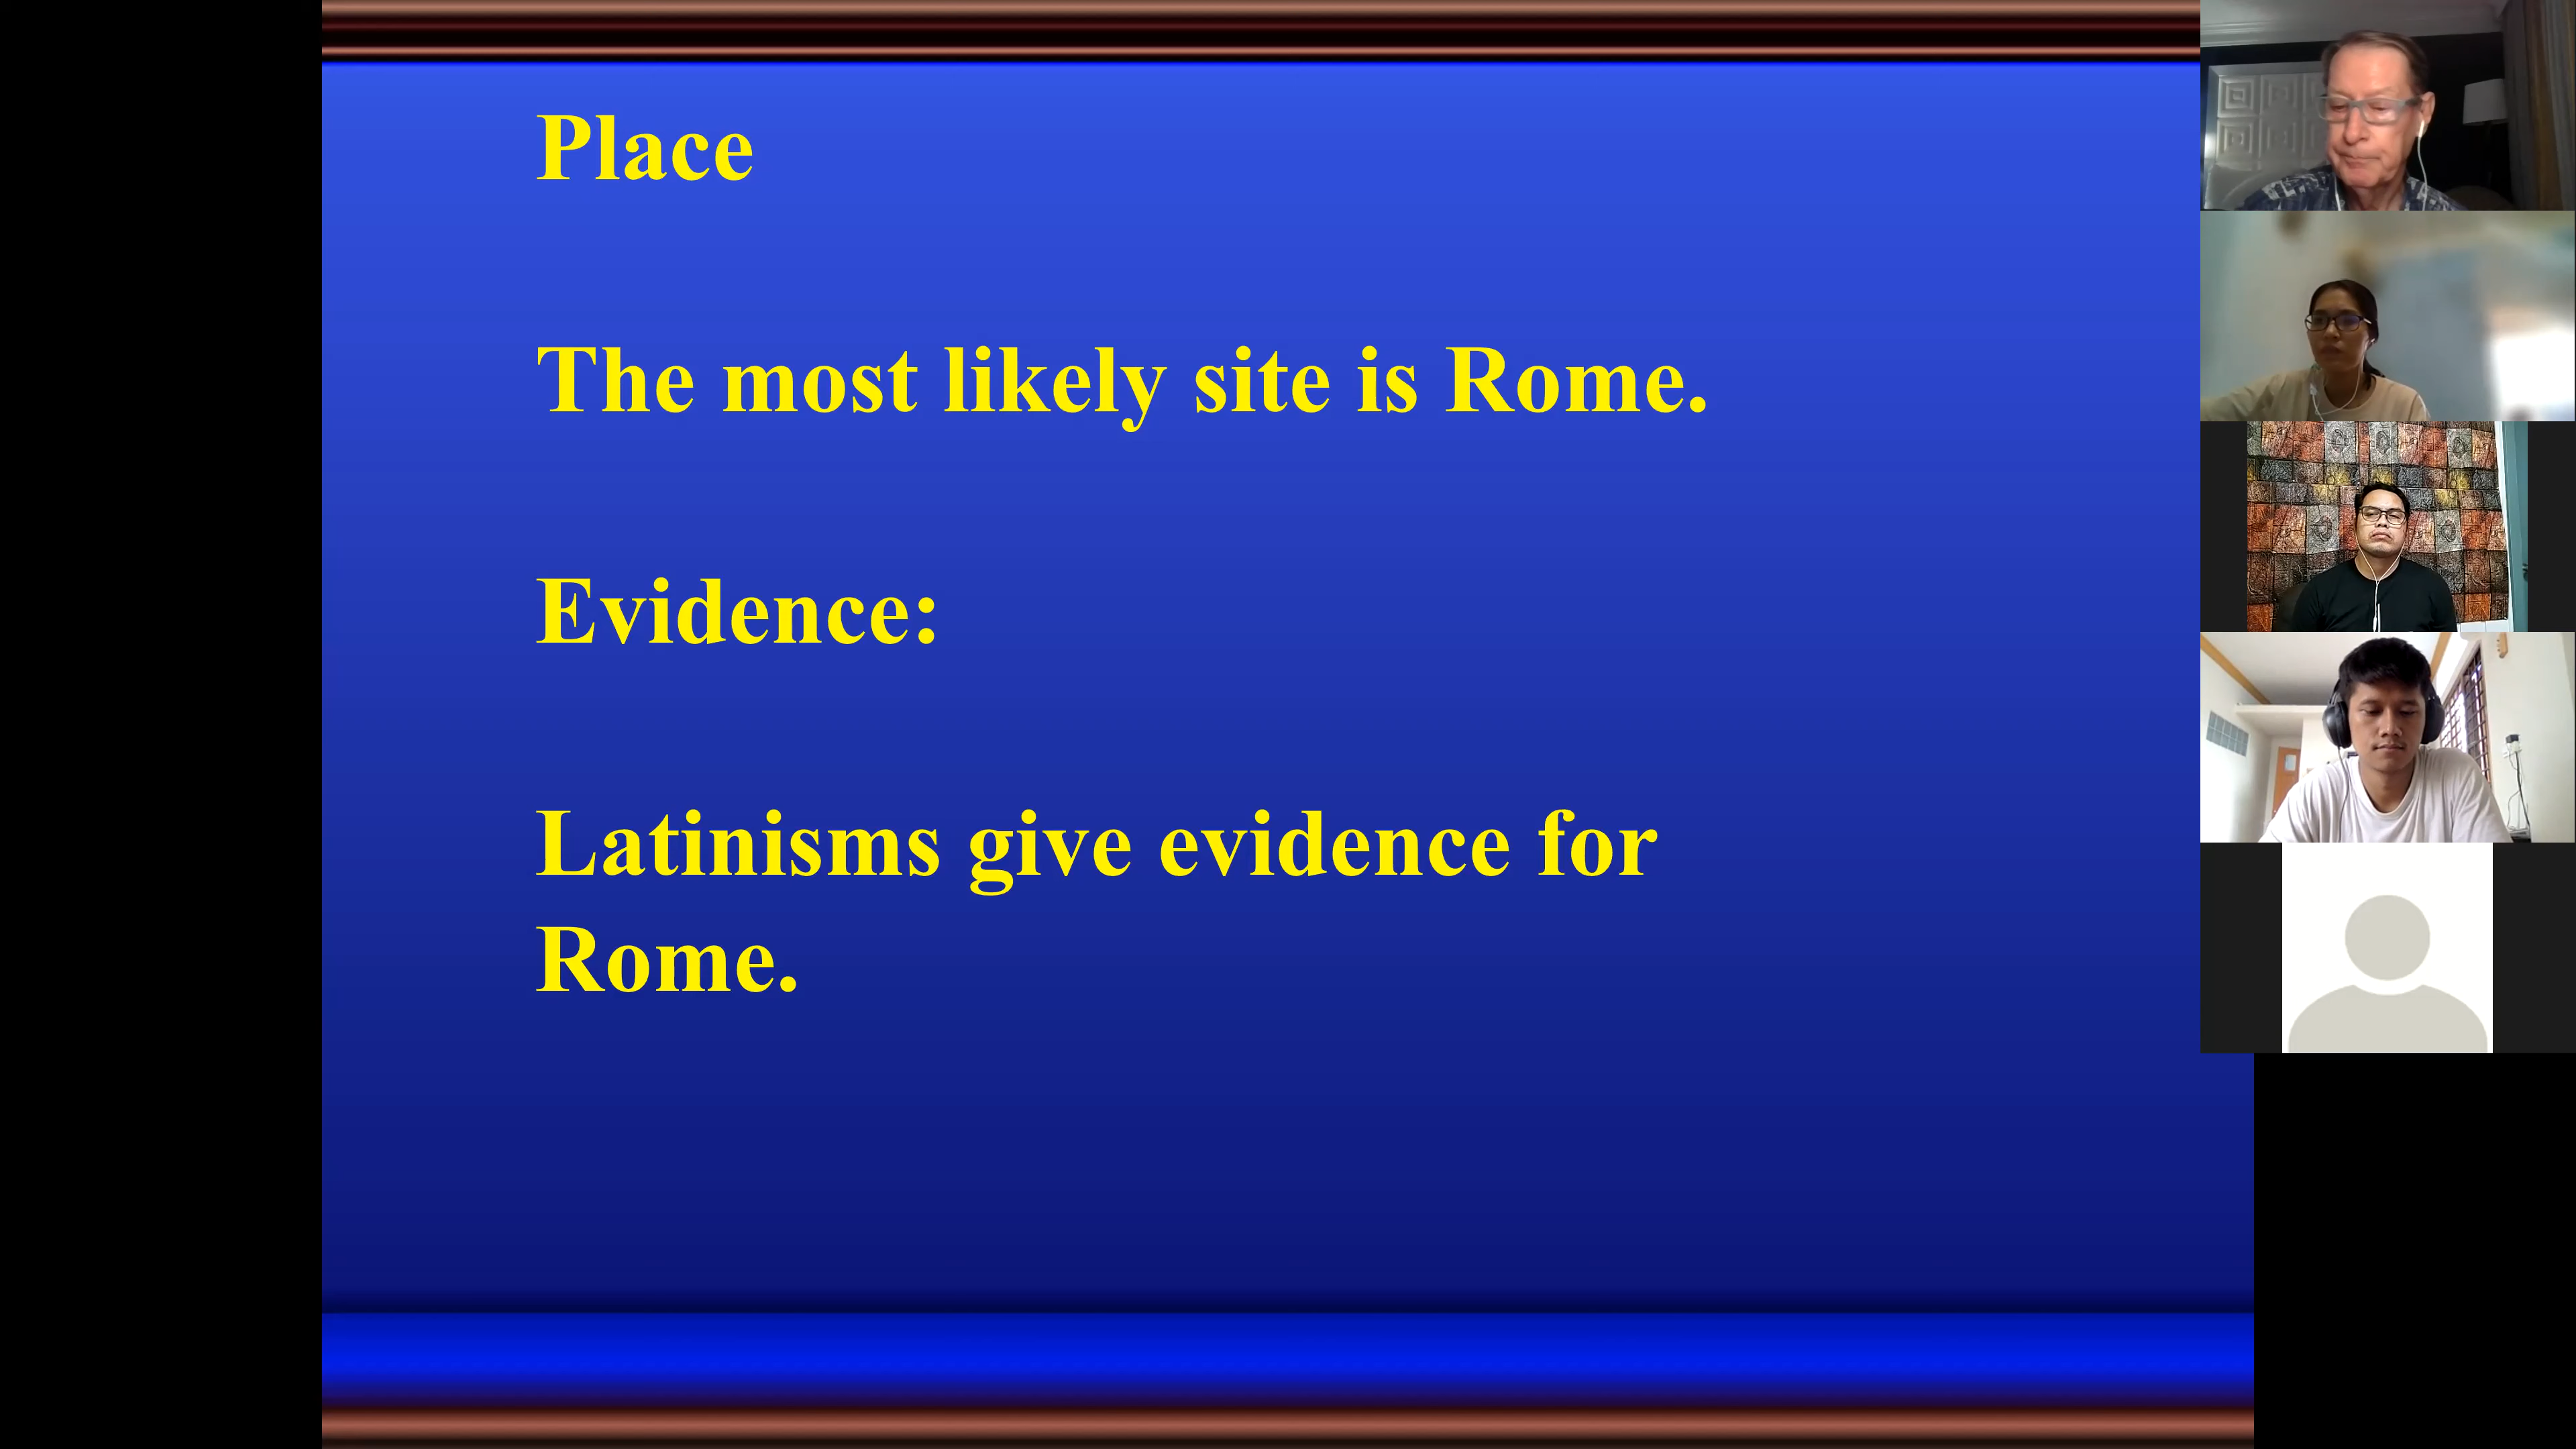 Place
The most likely site is Rome.
Evidence:
Latinisms give evidence for
Rome.